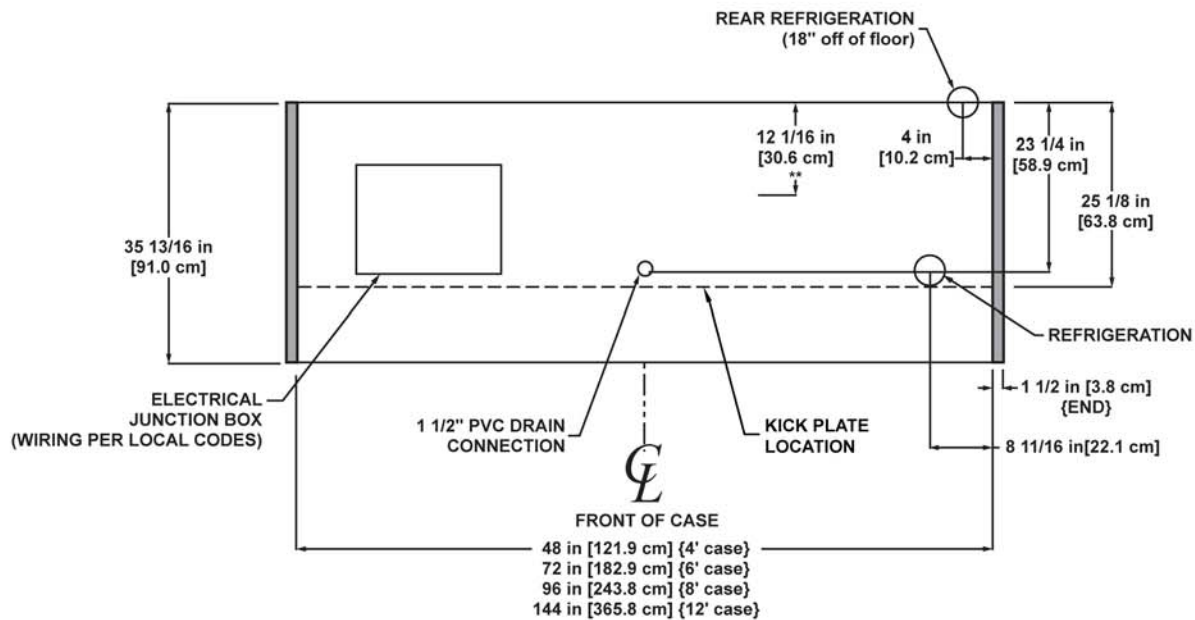 REAR REFRIGERATION
(18" off of floor)
12 1/16 in
[30.6 cm]
**
4 in
[10.2 cm]
23 1/4 in
[58.9 cm]
25 1/8 in
[63.8 cm]
35 13/16 in
[91.0 cm]
REFRIGERATION
ELECTRICAL
JUNCTION BOX
(WIRING PER LOCAL CODES)
1 1/2" PVC DRAIN
CONNECTION
KICK PLATE
LOCATION
1 1/2 in [3.8 cm]
{END}
8 11/16 in[22.1 cm]
CL
FRONT OF CASE
48 in [121.9 cm] {4' case}
72 in [182.9 cm] {6' case}
96 in [243.8 cm] {8' case}
144 in [365.8 cm] {12' case}